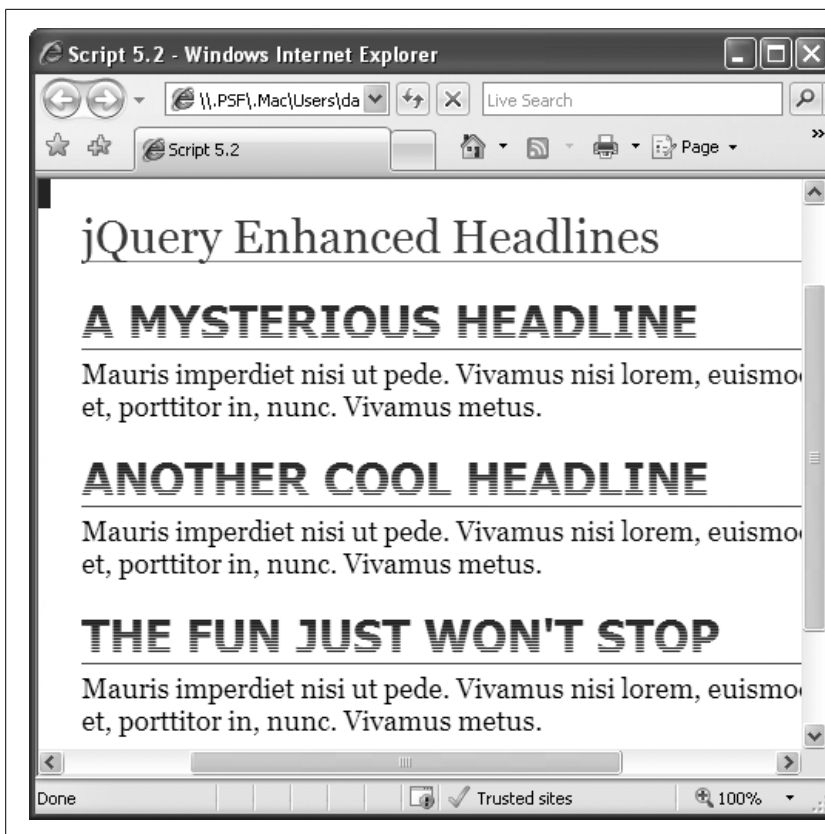 Script 5.2 - Windows Internet Explorer
\\.PSF\.Mac\Users\da
Live Search
Script 5.2
Page
jQuery Enhanced Headlines
A MYSTERIOUS HEADLINE
Mauris imperdiet nisi ut pede. Vivamus nisi lorem, euismo
et, porttitor in, nunc. Vivamus metus.
ANOTHER COOL HEADLINE
Mauris imperdiet nisi ut pede. Vivamus nisi lorem, euismo
et, porttitor in, nunc. Vivamus metus.
THE FUN JUST WON'T STOP
Mauris imperdiet nisi ut pede. Vivamus nisi lorem, euismo
et, porttitor in, nunc. Vivamus metus.
Done
Trusted sites
100%